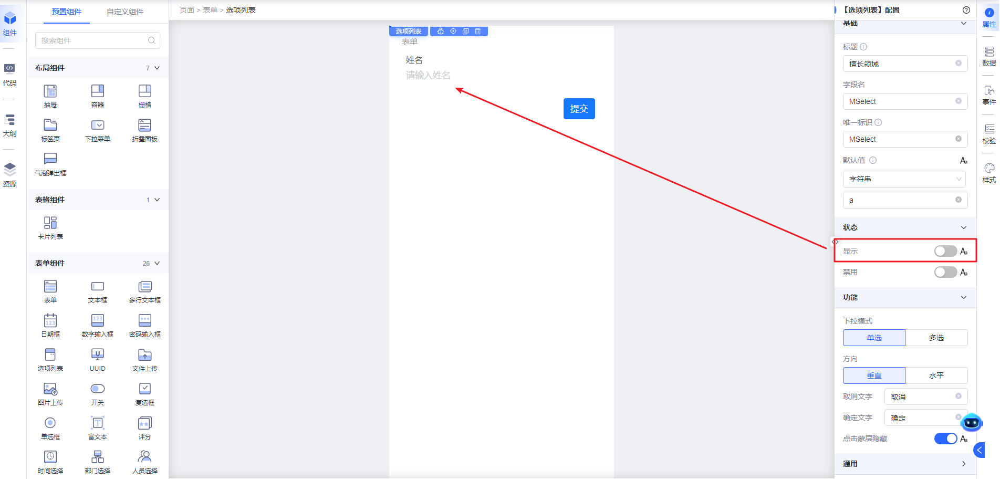 组件
代码
大纲
资源
预置组件
自定义组件
搜索组件
布局组件
7
抽屉
容器
栅格
标签页
下拉菜单
折叠面板
气泡弹出框
表格组件
1
卡片列表
表单组件
26
表单
文本框
多行文本框
123
日期框
123
数字输入框
密码输入框
选项列表
U
UUID
文件上传
图片上传
开关
复选框
单选框
T
富文本
评分
时间选择
部门选择
人员选择
页面 > 表单 > 选项列表
选项列表
表单
姓名
请输入姓名
提交
【选项列表】配置
基础
标题
擅长领域
字段名
MSelect
唯一标识
MSelect
默认值
字符串
a
状态
显示
禁用
功能
下拉模式
单选
多选
方向
垂直
水平
取消文字
取消
确定文字
确定
点击蒙层隐藏
通用
属性
数据
事件
校验
样式